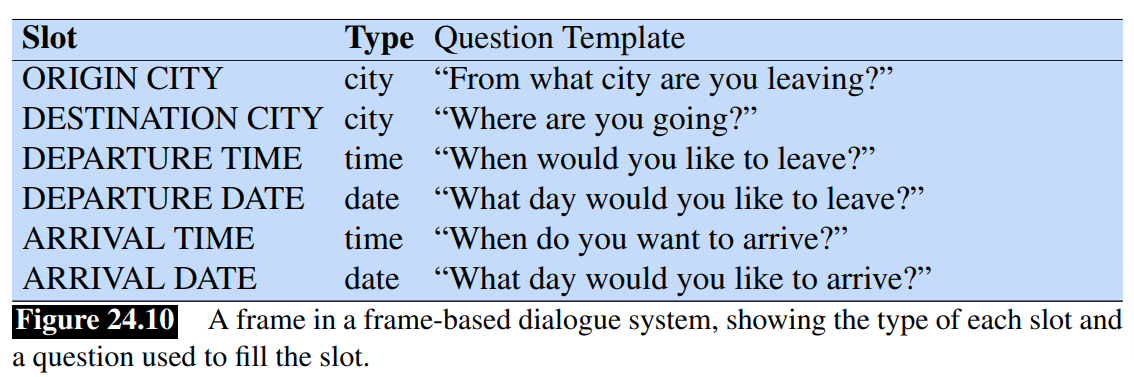 Slot Type Question Template
ORIGIN CITY city “From what city are you leaving?”
DESTINATION CITY city “Where are you going?”
DEPARTURE TIME time “When would you like to leave?”
DEPARTURE DATE date “What day would you like to leave?”
ARRIVAL TIME time “When do you want to arrive?”
ARRIVAL DATE date “What day would you like to arrive?”
Figure 24.10 A frame in a frame-based dialogue system, showing the type of each slot and
a question used to fill the slot.